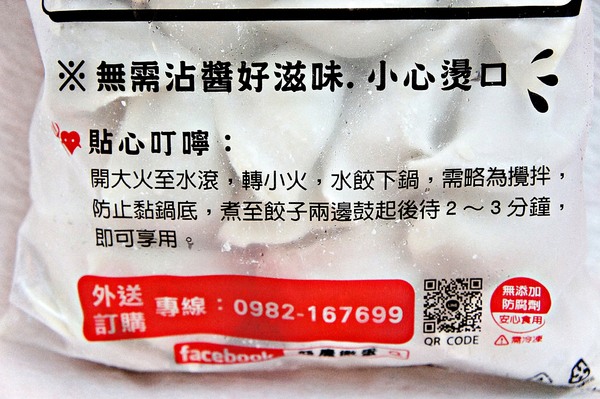 ※無需沾醬好滋味.小心燙口
貼心叮嚀：
開大火至水滾，轉小火，水餃下鍋，需略為攪拌，
防止黏鍋底，煮至餃子兩邊鼓起後待2～3分鐘，
即可享用。
外送
訂購
專線：0982-167699
QR CODE
無添加
防腐劑
安心食用
需冷凍
facebook